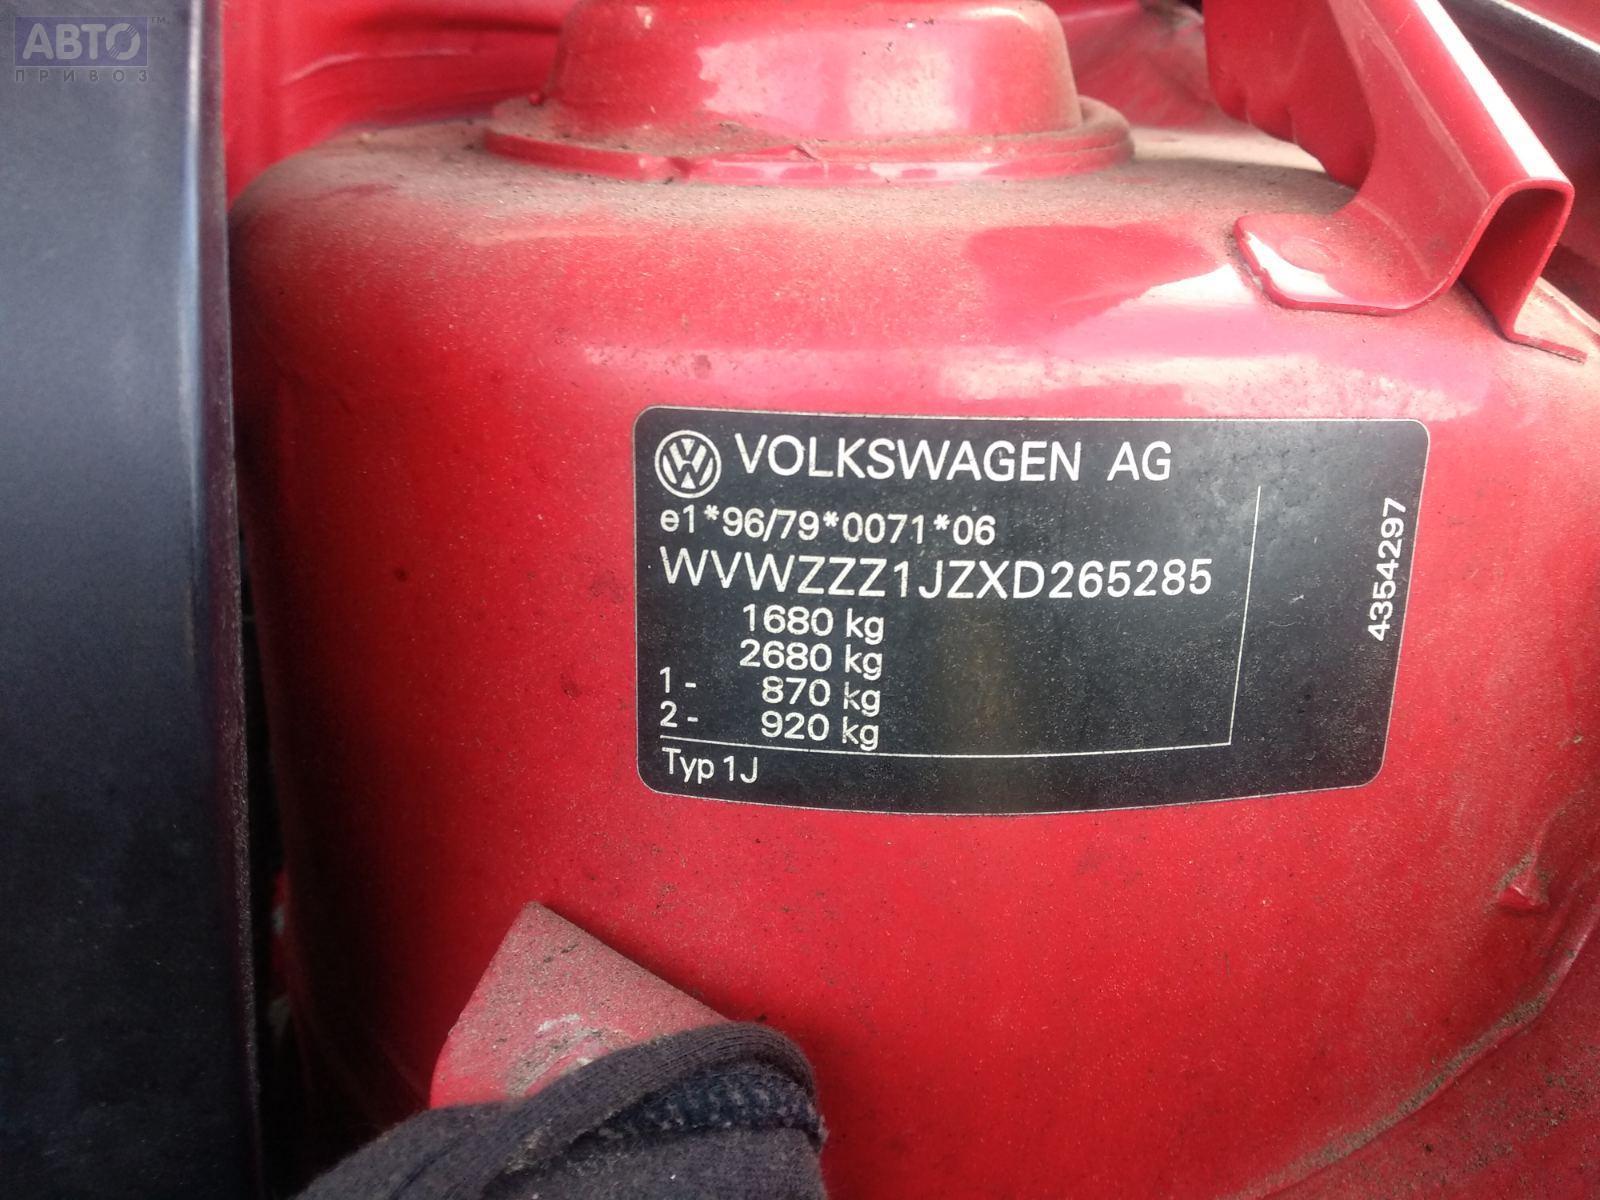 АВТО™
ПРИВОЗ
VOLKSWAGEN AG
e1*96/79*0071*06
WVWZZZ1JZXD265285
1680 kg
2680 kg
1- 870 kg
2- 920 kg
Typ 1J
4354297